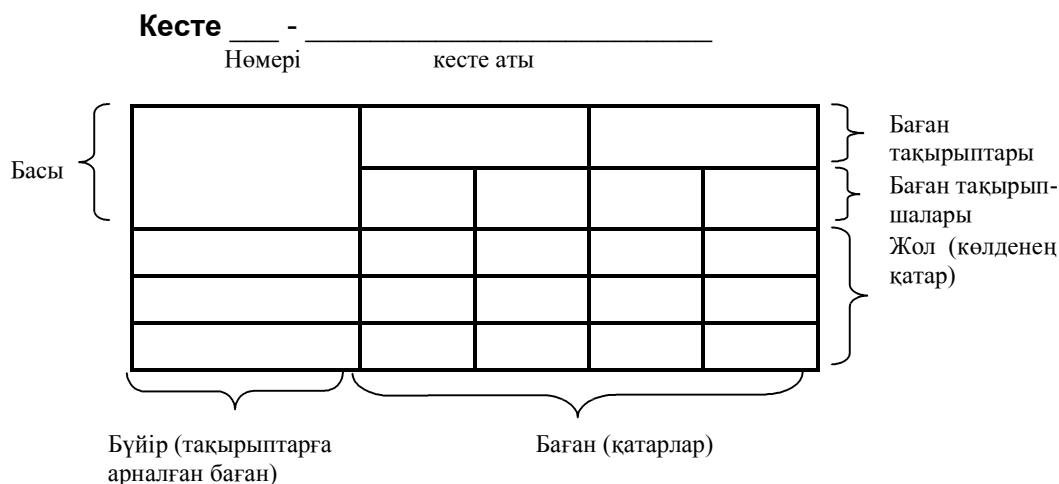 Кесте ___ - ______________________________
Нөмері кесте аты
Басы
Баған
тақырыптары
Баған тақырып-
шалары
Жол (көлденең
қатар)
Бүйір (тақырыптарға
арналған баған)
Баған (қатарлар)